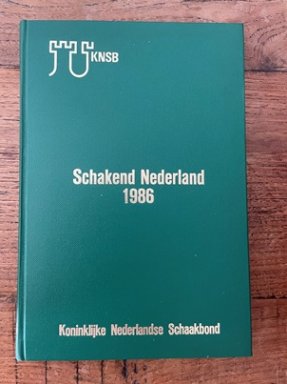 KNSB
Schakend Nederland
1986
Koninklijke Nederlandse Schaakbond